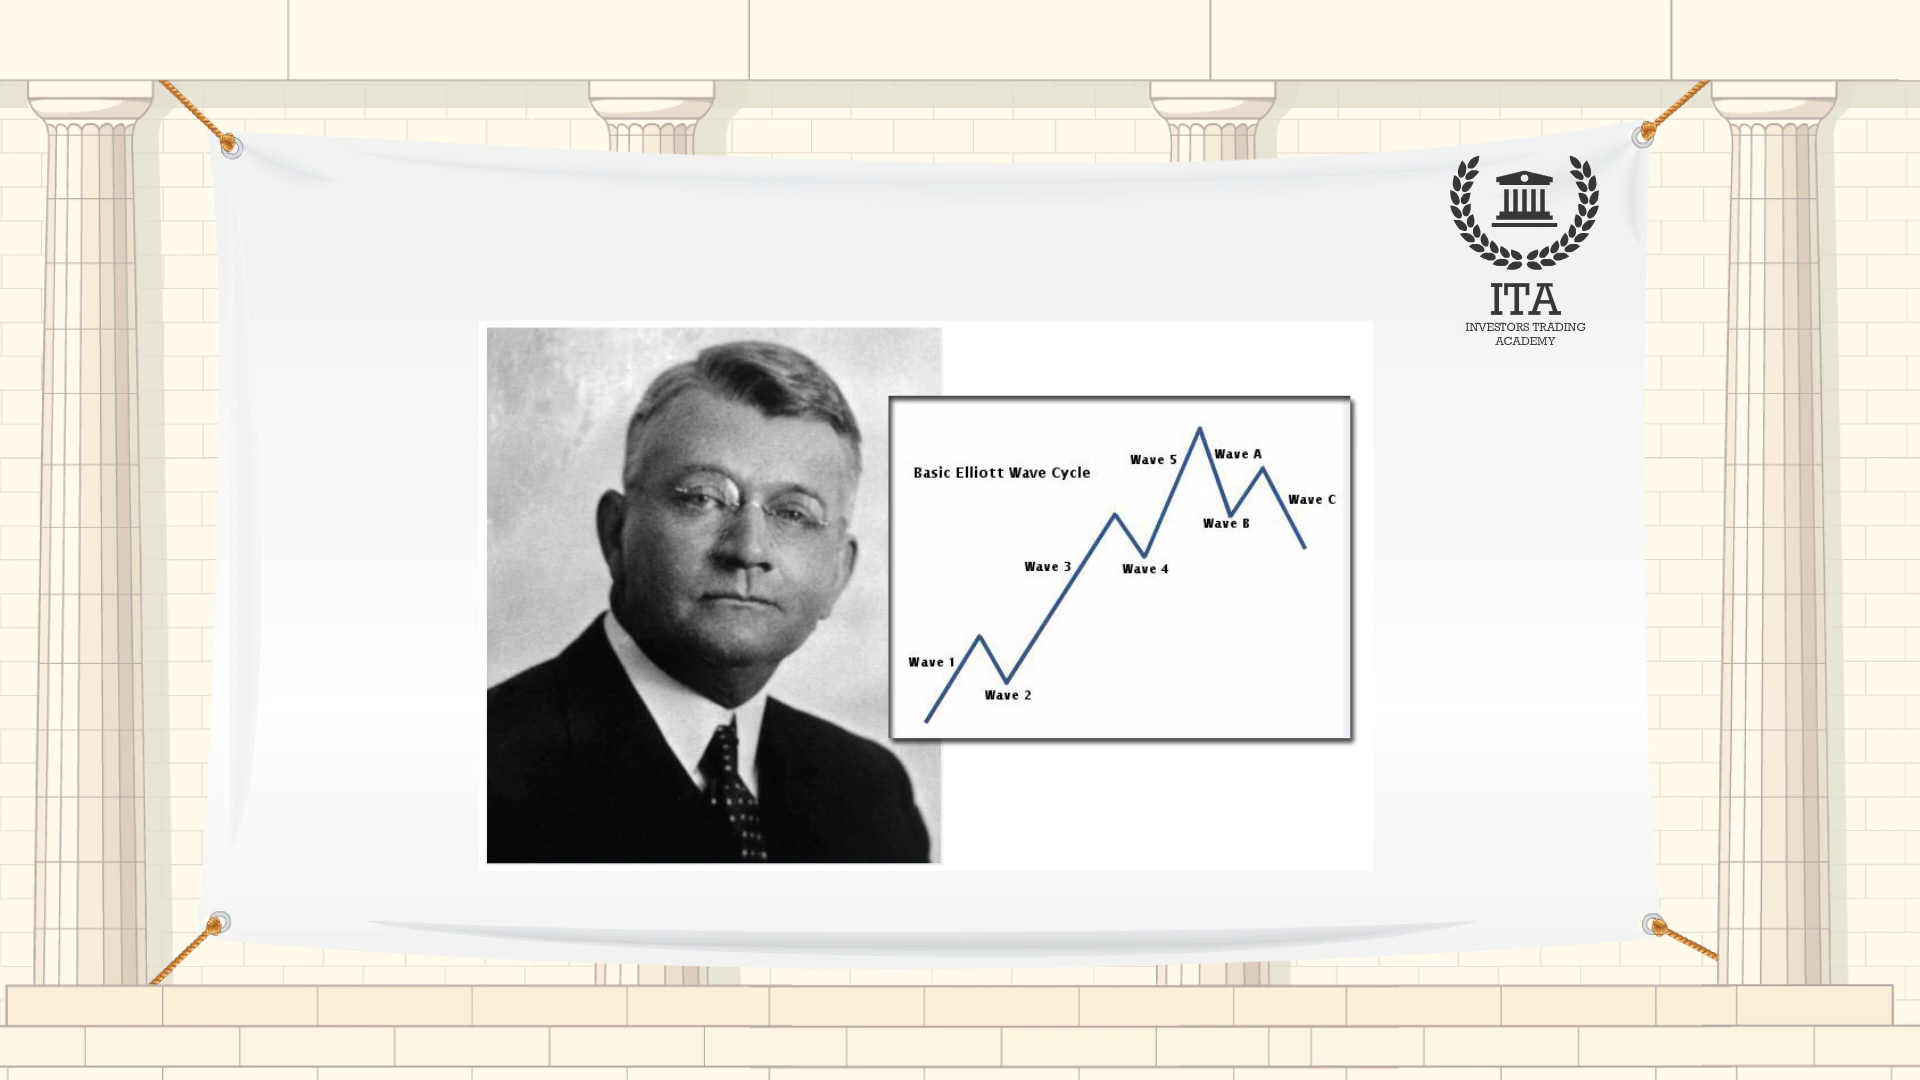 ITA
INVESTORS TRADING
ACADEMY
Basic Elliott Wave Cycle
Wave 1
Wave 2
Wave 3
Wave 4
Wave 5
Wave A
Wave B
Wave C